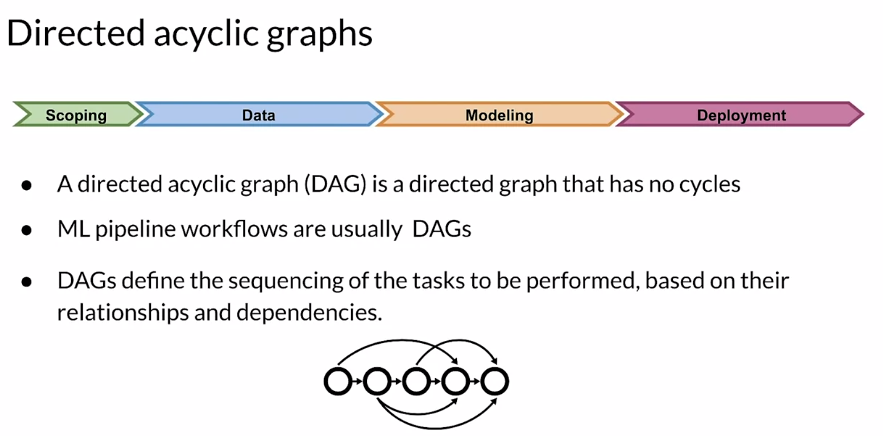 Directed acyclic graphs
Scoping
Data
Modeling
Deployment
● A directed acyclic graph (DAG) is a directed graph that has no cycles
● ML pipeline workflows are usually DAGs
● DAGs define the sequencing of the tasks to be performed, based on their
relationships and dependencies.